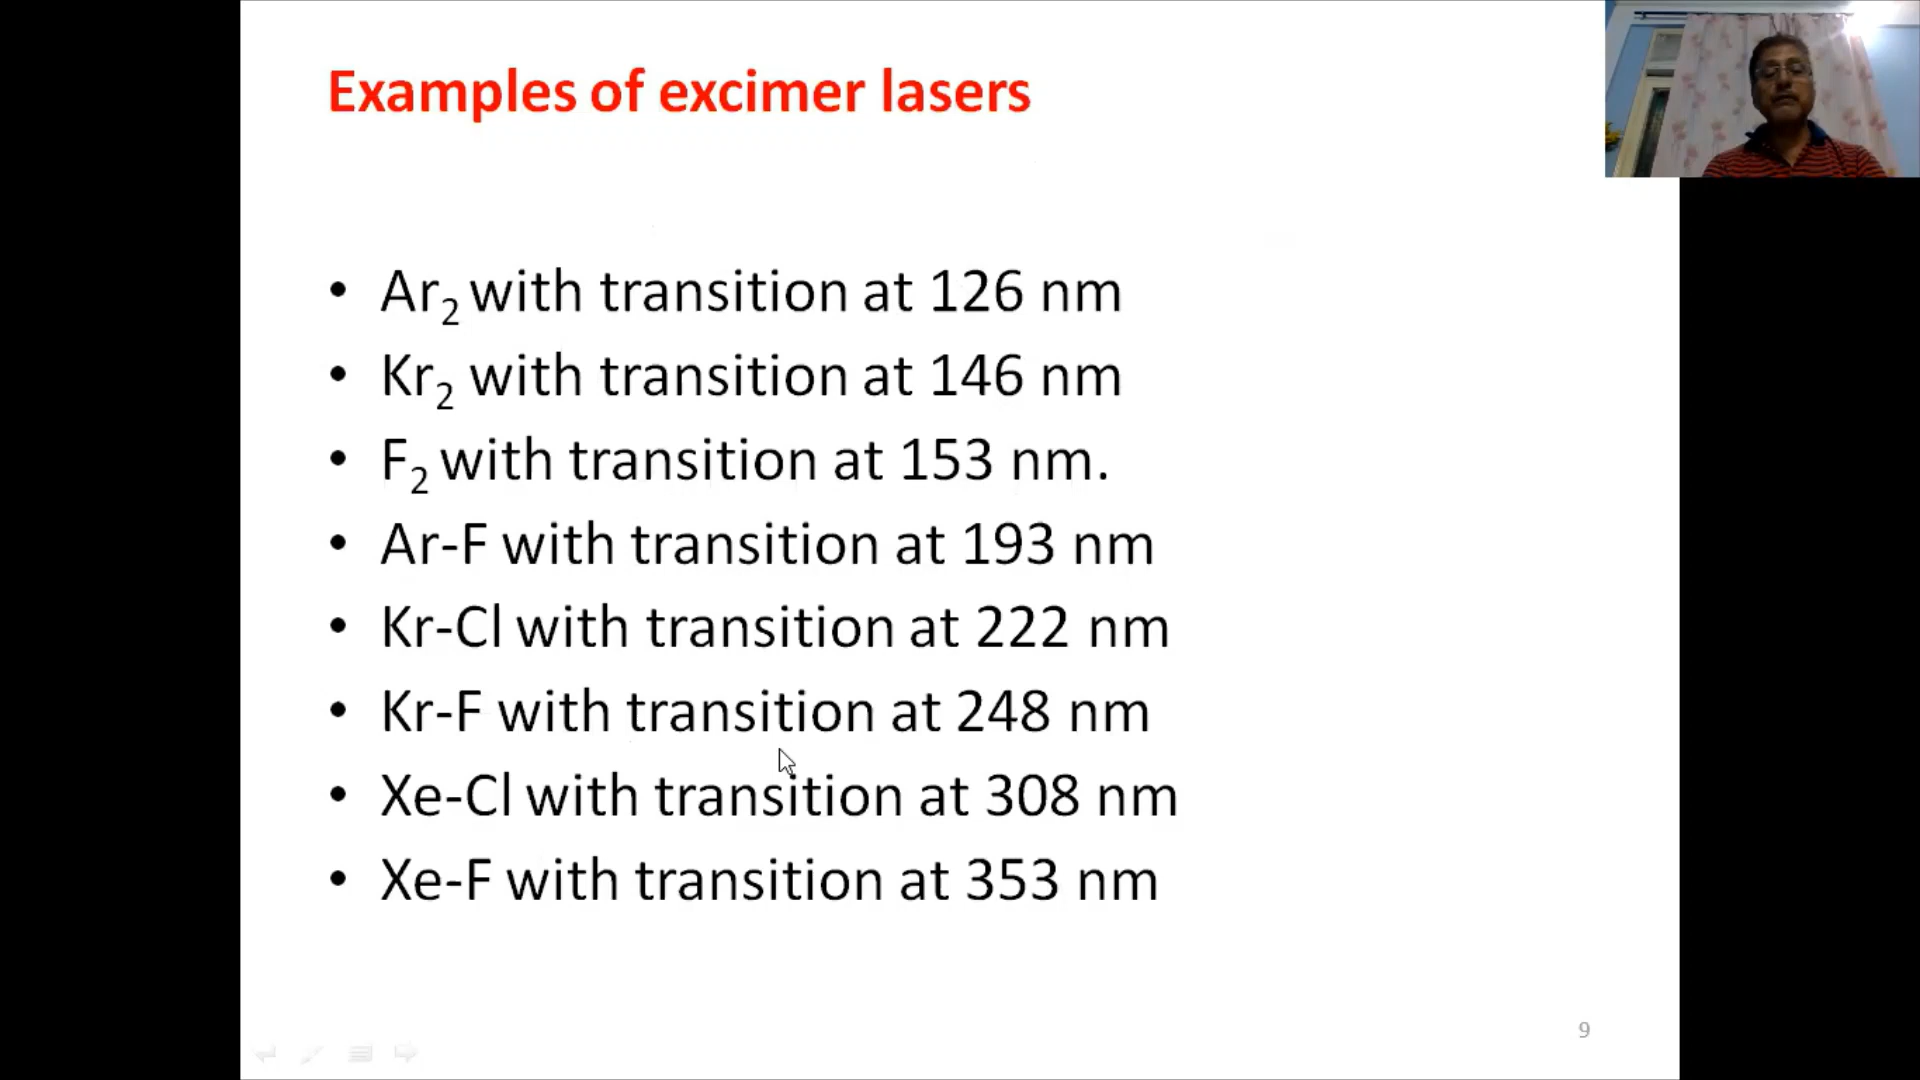 Examples of excimer lasers
• Ar₂ with transition at 126 nm
• Kr₂ with transition at 146 nm
• F₂ with transition at 153 nm.
• Ar-F with transition at 193 nm
• Kr-Cl with transition at 222 nm
• Kr-F with transition at 248 nm
• Xe-Cl with transition at 308 nm
• Xe-F with transition at 353 nm
9